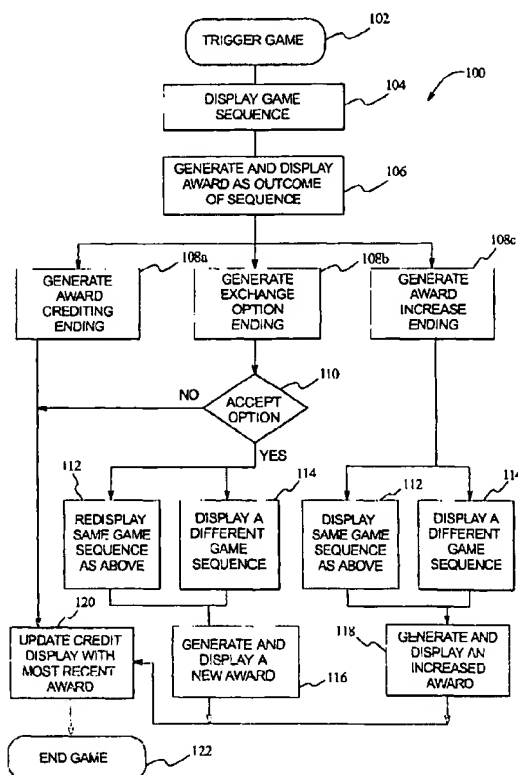 TRIGGER GAME
102
100
DISPLAY GAME
SEQUENCE
104
GENERATE AND DISPLAY
AWARD AS OUTCOME
OF SEQUENCE
106
108a
GENERATE
AWARD
CREDITING
ENDING
108b
GENERATE
EXCHANGE
OPTION
ENDING
108c
GENERATE
AWARD
INCREASE
ENDING
110
NO
ACCEPT
OPTION
YES
112
REDISPLAY
SAME GAME
SEQUENCE
AS ABOVE
114
DISPLAY A
DIFFERENT
GAME
SEQUENCE
112
DISPLAY
SAME GAME
SEQUENCE
AS ABOVE
114
DISPLAY A
DIFFERENT
GAME
SEQUENCE
120
UPDATE CREDIT
DISPLAY WITH
MOST RECENT
AWARD
GENERATE AND
DISPLAY A
NEW AWARD
116
118
GENERATE AND
DISPLAY AN
INCREASED
AWARD
END GAME
122